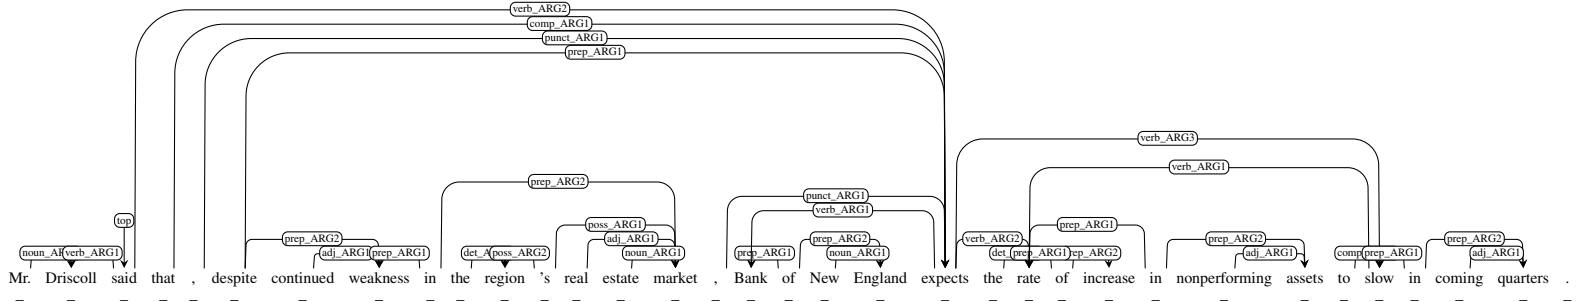 verb_ARG2
comp_ARG1
punct_ARG1
prep_ARG1
verb_ARG3
verb_ARG1
prep_ARG2
punct_ARG1
verb_ARG1
top
poss_ARG1
prep_ARG1
prep_ARG2 adj_ARG1 prep_ARG2 verb_ARG2 prep_ARG2 prep_ARG2
verb_ARG1 adj_ARG1 prep_ARG1 poss_ARG2 noun_ARG1 prep_ARG1 noun_ARG1 prep_ARG1 adj_ARG1 prep_ARG1 adj_ARG1
Mr. Driscoll said that , despite continued weakness in the region 's real estate market , Bank of New England expects the rate of increase in nonperforming assets to slow in coming quarters .
_ _ _ _ _ _ _ _ _ _ _ _ _ _ _ _ _ _ _ _ _ _ _ _ _ _ _ _ _ _ _ _ _ _